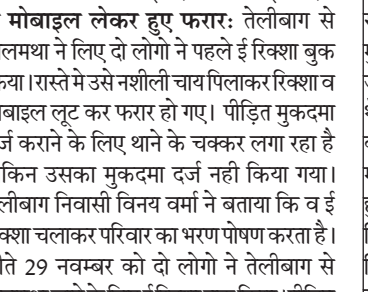 मोबाइल लेकर हुए फरारः तेलीबाग से
लमथा ने लिए दो लोगो ने पहले ई रिक्शा बुक
कया।रास्ते मे उसे नशीली चाय पिलाकर रिक्शा व
बाइल लूट कर फरार हो गए। पीड़ित मुकदमा
र्ज कराने के लिए थाने के चक्कर लगा रहा है
किन उसका मुकदमा दर्ज नही किया गया।
लीबाग निवासी विनय वर्मा ने बताया कि व ई
क्शा चलाकर परिवार का भरण पोषण करता है।
ते 29 नवम्बर को दो लोगो ने तेलीबाग से